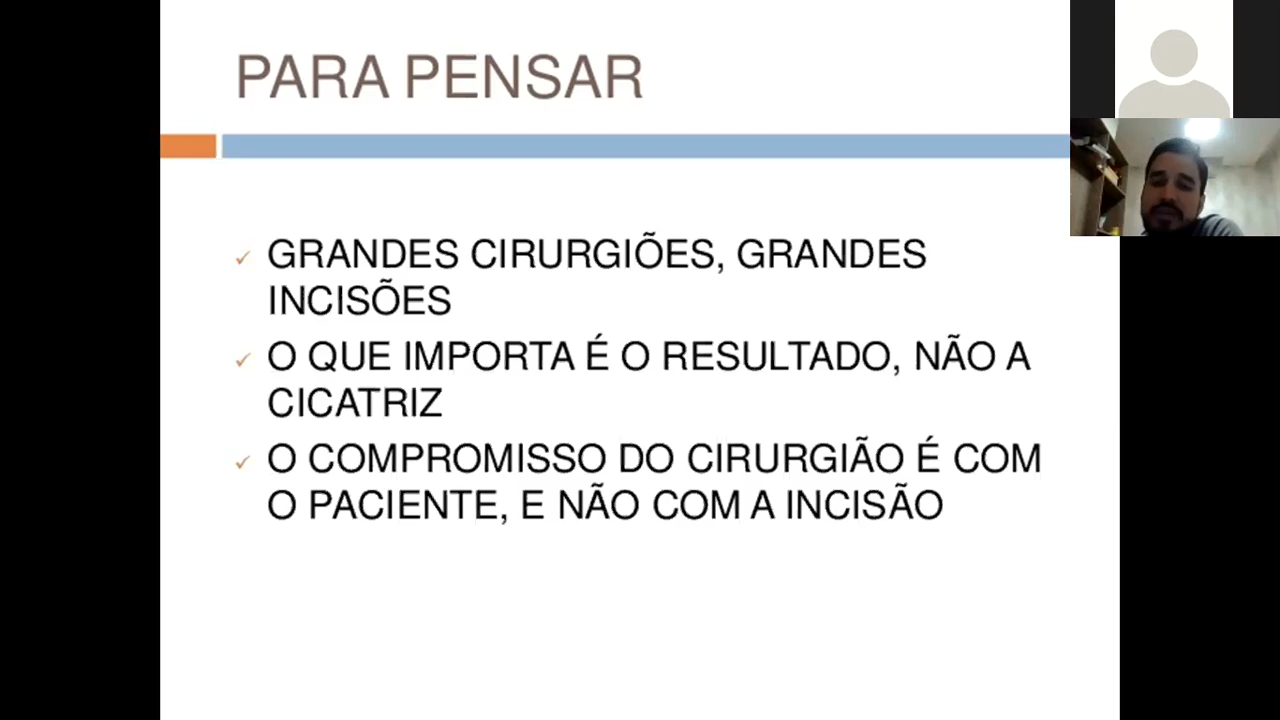 PARA PENSAR
GRANDES CIRURGIÕES, GRANDES
INCISÕES
O QUE IMPORTA É O RESULTADO, NÃO A
CICATRIZ
O COMPROMISSO DO CIRURGIÃO É COM
O PACIENTE, E NÃO COM A INCISÃO